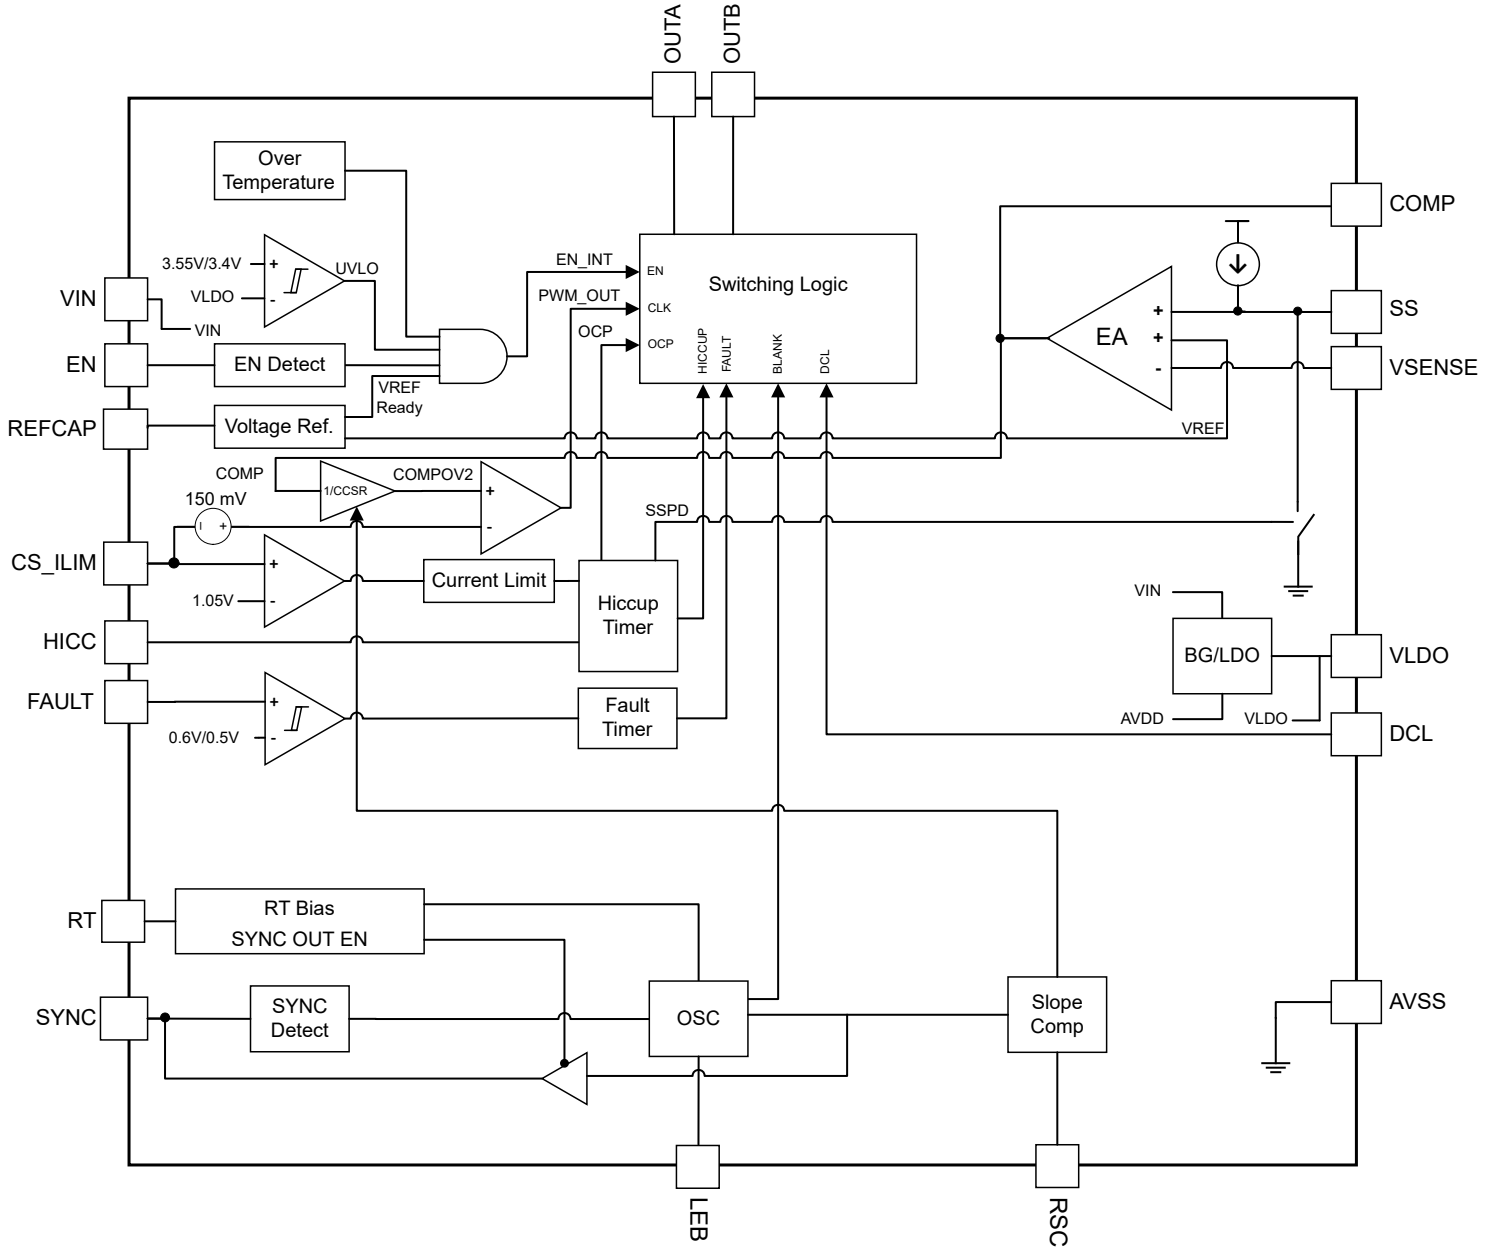 OUTA
OUTB
Over
Temperature
COMP
3.55V/3.4V
+
UVLO
EN_INT
EN
Switching Logic
VLDO
-
VIN
VIN
PWM_OUT
CLK
+
SS
EA
+
OCP
OCP
HICCUP
FAULT
BLANK
DCL
EN
EN Detect
-
VSENSE
VREF
Ready
REFCAP
Voltage Ref.
VREF
COMP
1/CCSR
COMPOV2
+
150 mV
+
-
SSPD
CS_ILIM
+
Current Limit
1.05V
-
Hiccup
Timer
VIN
HICC
BG/LDO
VLDO
FAULT
+
Fault
Timer
AVDD
VLDO
0.6V/0.5V
-
DCL
RT
RT Bias
SYNC OUT EN
SYNC
SYNC
Detect
OSC
Slope
Comp
AVSS
LEB
RSC